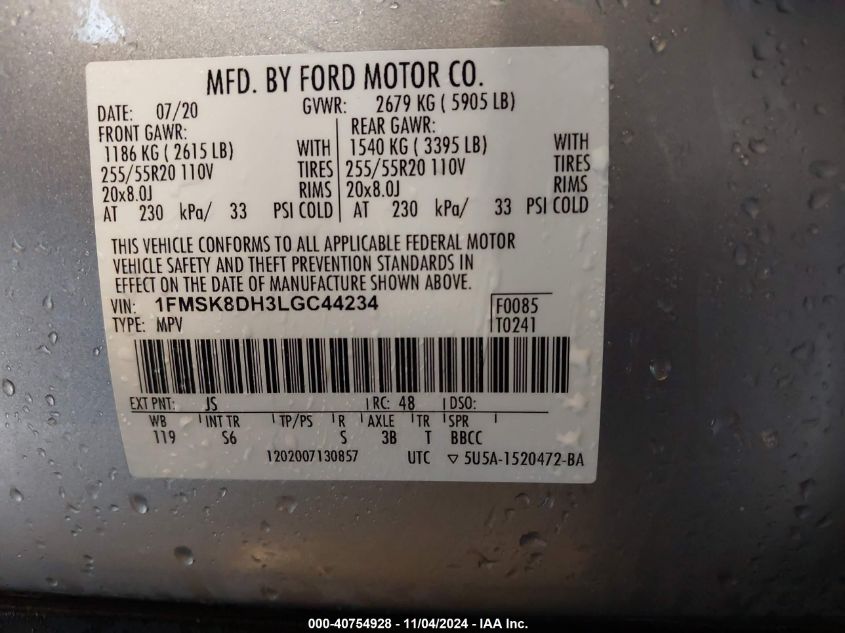 MFD. BY FORD MOTOR CO.
DATE: 07/20 GVWR: 2679 KG ( 5905 LB)
FRONT GAWR: REAR GAWR:
1186 KG ( 2615 LB) WITH 1540 KG ( 3395 LB) WITH
255/55R20 110V TIRES 255/55R20 110V TIRES
20x8.0J RIMS 20x8.0J RIMS
AT 230 kPa/ 33 PSI COLD AT 230 kPa/ 33 PSI COLD
THIS VEHICLE CONFORMS TO ALL APPLICABLE FEDERAL MOTOR
VEHICLE SAFETY AND THEFT PREVENTION STANDARDS IN
EFFECT ON THE DATE OF MANUFACTURE SHOWN ABOVE.
VIN: 1FMSK8DH3LGC44234 F0085
TYPE: MPV T0241
EXT PNT: JS RC: 48 DSO:
WB INT TR TP/PS R AXLE TR SPR
119 S6 S 3B T BBCC
1202007130857 UTC ▽ 5U5A-1520472-BA
000-40754928 - 11/04/2024 - IAA Inc.